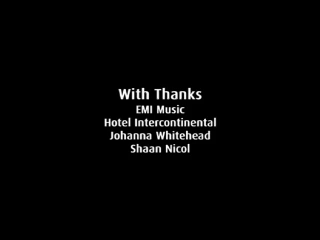 With Thanks
EMI Music
Hotel Intercontinental
Johanna Whitehead
Shaan Nicol